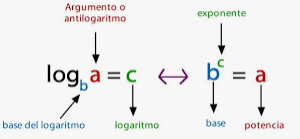 Argumento o
antilogaritmo
exponente
log_b a = c ↔ b^c = a
base del logaritmo
logaritmo
base
potencia